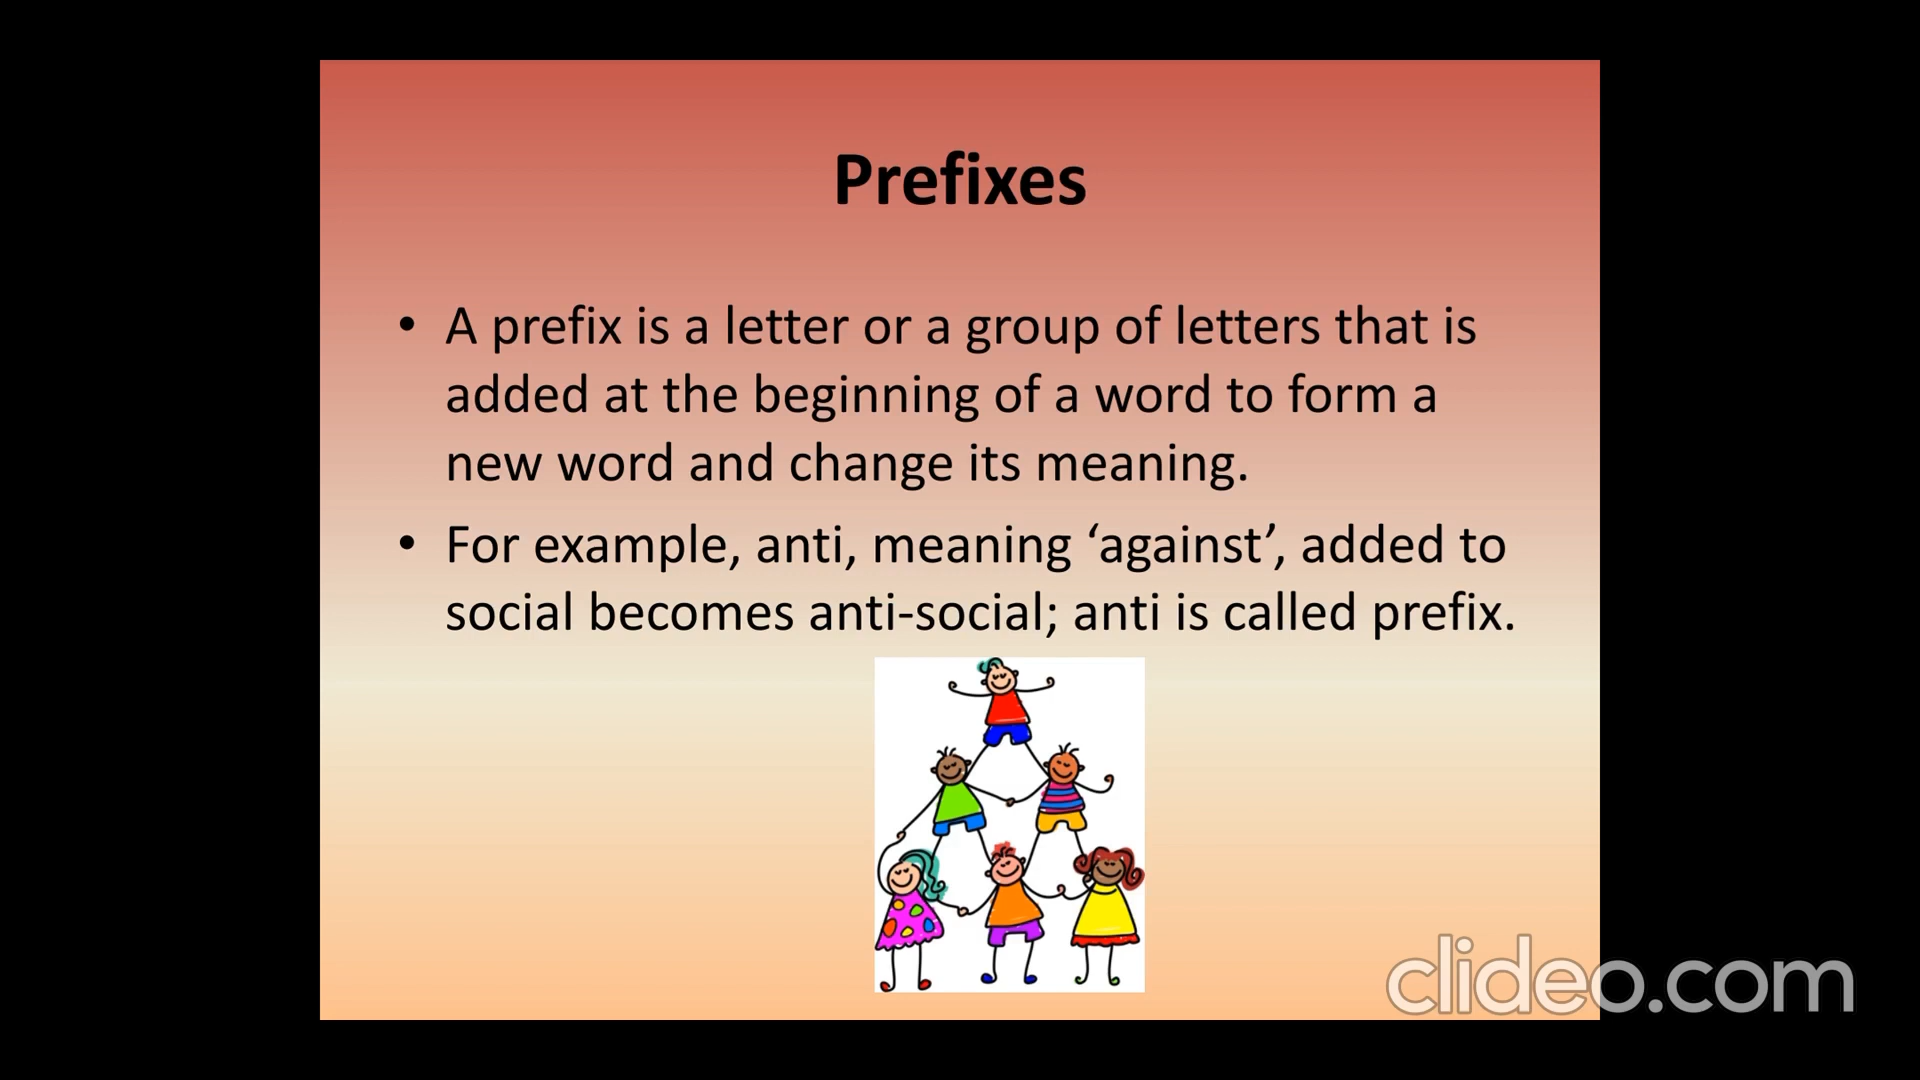 Prefixes
• A prefix is a letter or a group of letters that is
added at the beginning of a word to form a
new word and change its meaning.
• For example, anti, meaning ‘against’, added to
social becomes anti-social; anti is called prefix.
clideo.com